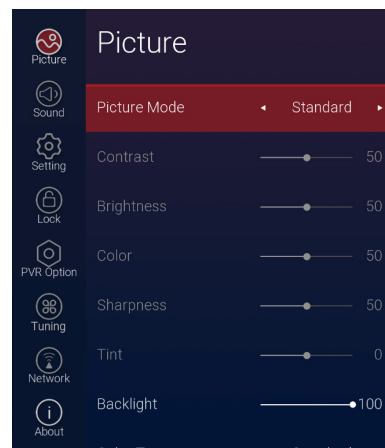 Picture
Picture
Sound
Picture Mode Standard
Setting
Contrast 50
Lock
Brightness 50
PVR Option
Color 50
Tuning
Sharpness 50
Network
Tint 0
About
Backlight 100